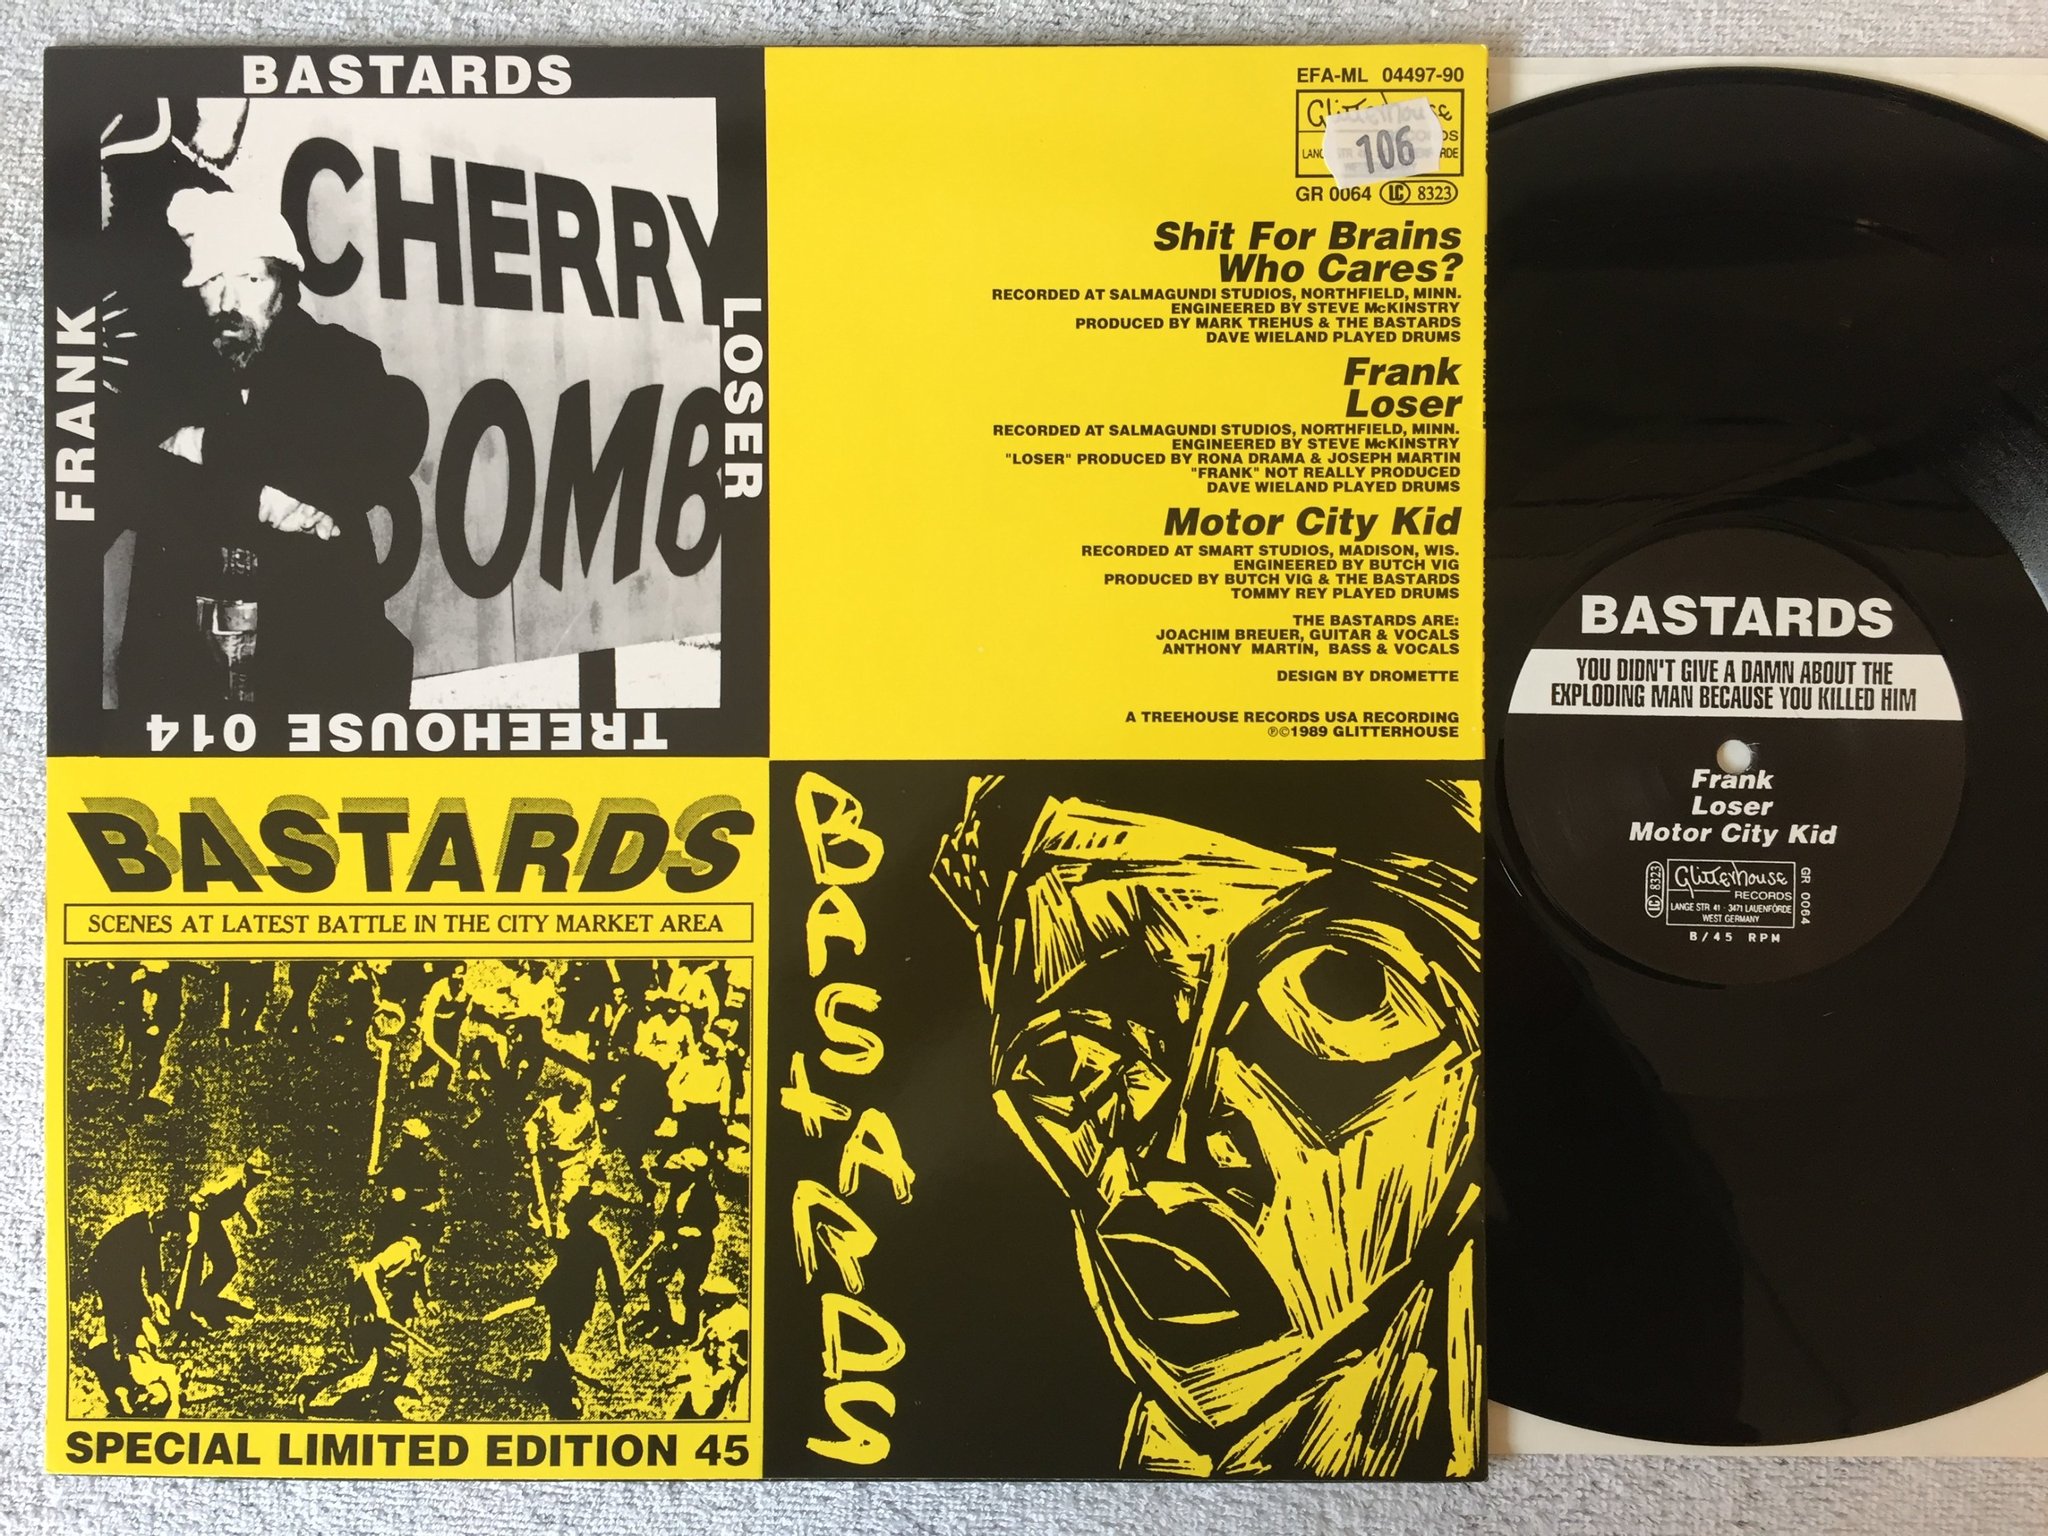 BASTARDS
FRANK
CHERRY
BOMB
LOSER
TREEHOUSE 014
EFA-ML 04497-90
Glitterhouse
106
GR 0064 LC 8323
Shit For Brains
Who Cares?
RECORDED AT SALMAGUNDI STUDIOS, NORTHFIELD, MINN.
ENGINEERED BY STEVE McKINSTRY
PRODUCED BY MARK TREHUS & THE BASTARDS
DAVE WIELAND PLAYED DRUMS
Frank
Loser
RECORDED AT SALMAGUNDI STUDIOS, NORTHFIELD, MINN.
ENGINEERED BY STEVE McKINSTRY
"LOSER" PRODUCED BY RONA DRAMA & JOSEPH MARTIN
"FRANK" NOT REALLY PRODUCED
DAVE WIELAND PLAYED DRUMS
Motor City Kid
RECORDED AT SMART STUDIOS, MADISON, WIS.
ENGINEERED BY BUTCH VIG
PRODUCED BY BUTCH VIG & THE BASTARDS
TOMMY REY PLAYED DRUMS
THE BASTARDS ARE:
JOACHIM BREUER, GUITAR & VOCALS
ANTHONY MARTIN, BASS & VOCALS
DESIGN BY DROMETTE
A TREEHOUSE RECORDS USA RECORDING
℗©1989 GLITTERHOUSE
BASTARDS
SCENES AT LATEST BATTLE IN THE CITY MARKET AREA
SPECIAL LIMITED EDITION 45
BASTARDS
BASTARDS
YOU DIDN'T GIVE A DAMN ABOUT THE
EXPLODING MAN BECAUSE YOU KILLED HIM
Frank
Loser
Motor City Kid
LC 8323
Glitterhouse
RECORDS
LANGE STR 41 · 3471 LAUENFÖRDE
WEST GERMANY
GR 0064
B/45 RPM